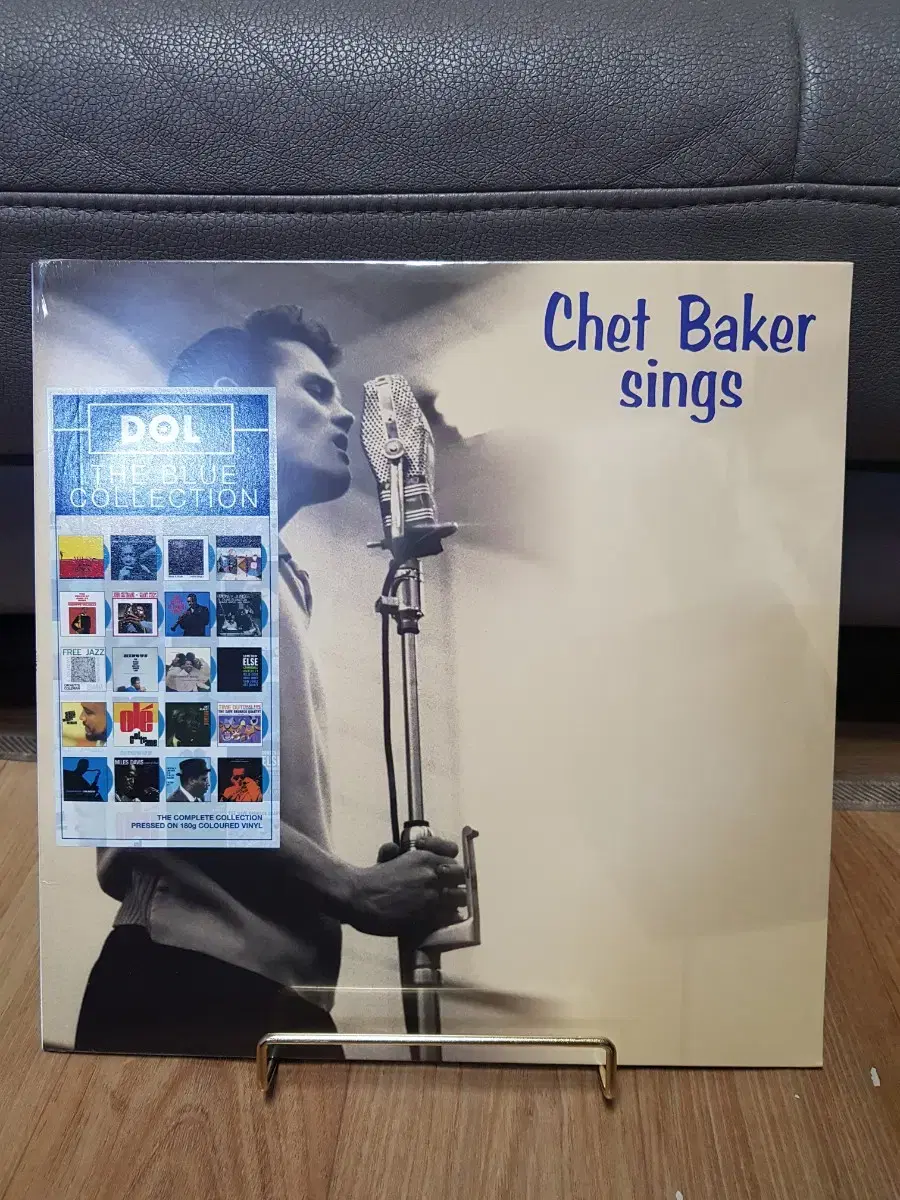 Chet Baker
sings
DOL
THE BLUE
COLLECTION
FREE JAZZ
ELSE
olé
MILES DAVIS
THE COMPLETE COLLECTION
PRESSED ON 180g COLOURED VINYL